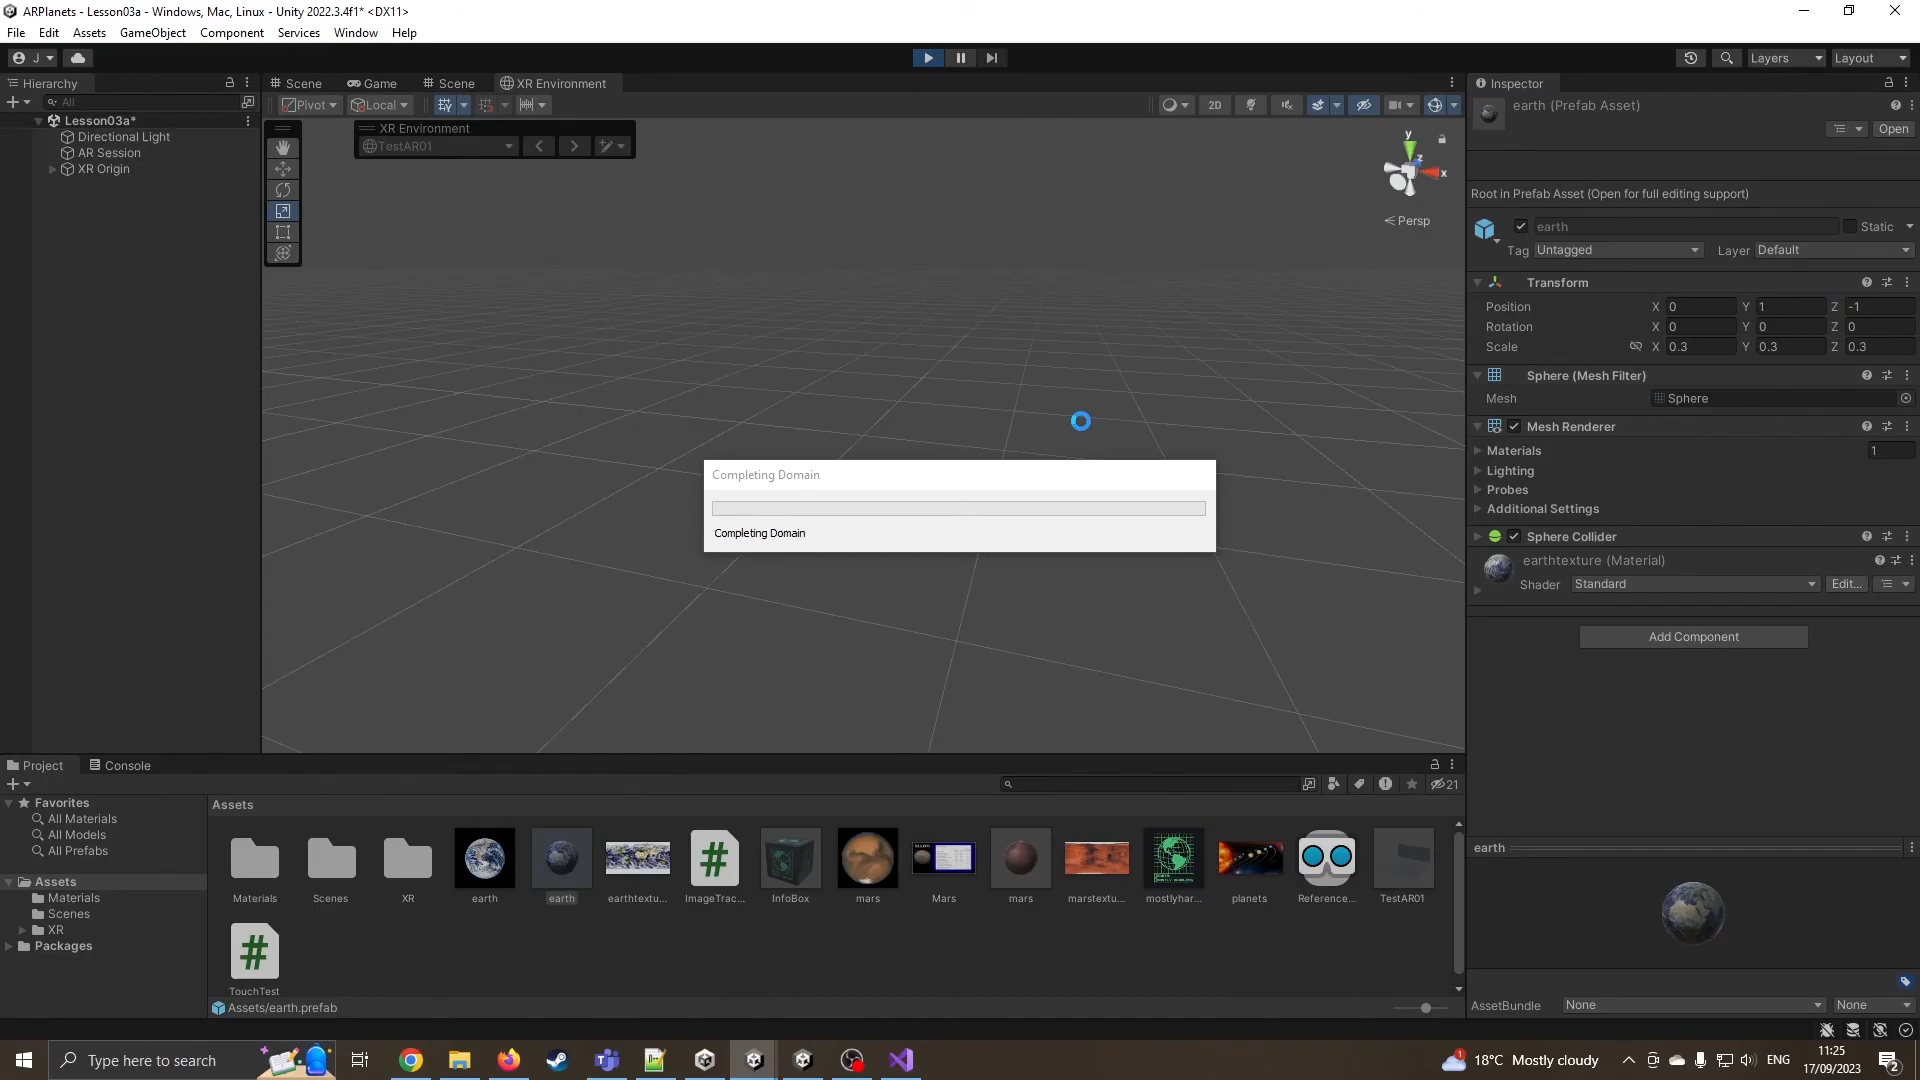 ARPlanets - Lesson03a - Windows, Mac, Linux - Unity 2022.3.4f1* <DX11>
File Edit Assets GameObject Component Services Window Help
J
Layers Layout
Hierarchy
All
Lesson03a*
Directional Light
AR Session
XR Origin
Scene Game Scene XR Environment
Pivot Local 2D
XR Environment
TestAR01
y
z
x
Persp
Inspector
earth (Prefab Asset)
Open
Root in Prefab Asset (Open for full editing support)
earth Static
Tag Untagged Layer Default
Transform
Position X 0 Y 1 Z -1
Rotation X 0 Y 0 Z 0
Scale X 0.3 Y 0.3 Z 0.3
Sphere (Mesh Filter)
Mesh Sphere
Mesh Renderer
Materials 1
Lighting
Probes
Additional Settings
Sphere Collider
earthtexture (Material)
Shader Standard Edit...
Add Component
Completing Domain
Completing Domain
Project Console
21
Favorites
All Materials
All Models
All Prefabs
Assets
Materials
Scenes
XR
Packages
Assets
Materials Scenes XR earth earth earthtextu... ImageTrac... InfoBox mars Mars mars marstextu... mostlyhar... planets Reference... TestAR01
TouchTest
Assets/earth.prefab
earth
AssetBundle None None
Type here to search
1
18°C Mostly cloudy
ENG
11:25
17/09/2023
2